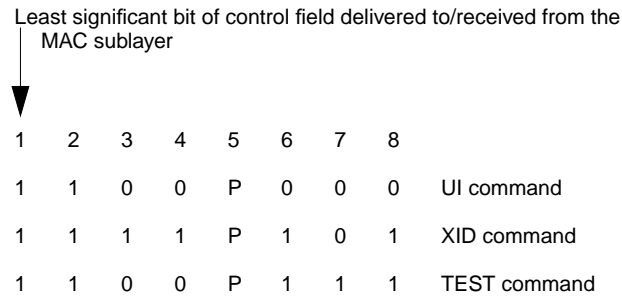 Least significant bit of control field delivered to/received from the
MAC sublayer
1 2 3 4 5 6 7 8
1 1 0 0 P 0 0 0 UI command
1 1 1 1 P 1 0 1 XID command
1 1 0 0 P 1 1 1 TEST command